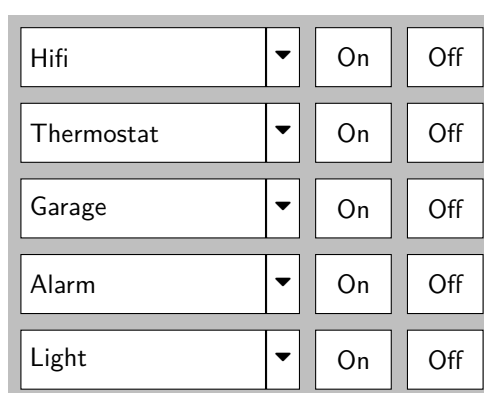 Hifi On Off
Thermostat On Off
Garage On Off
Alarm On Off
Light On Off